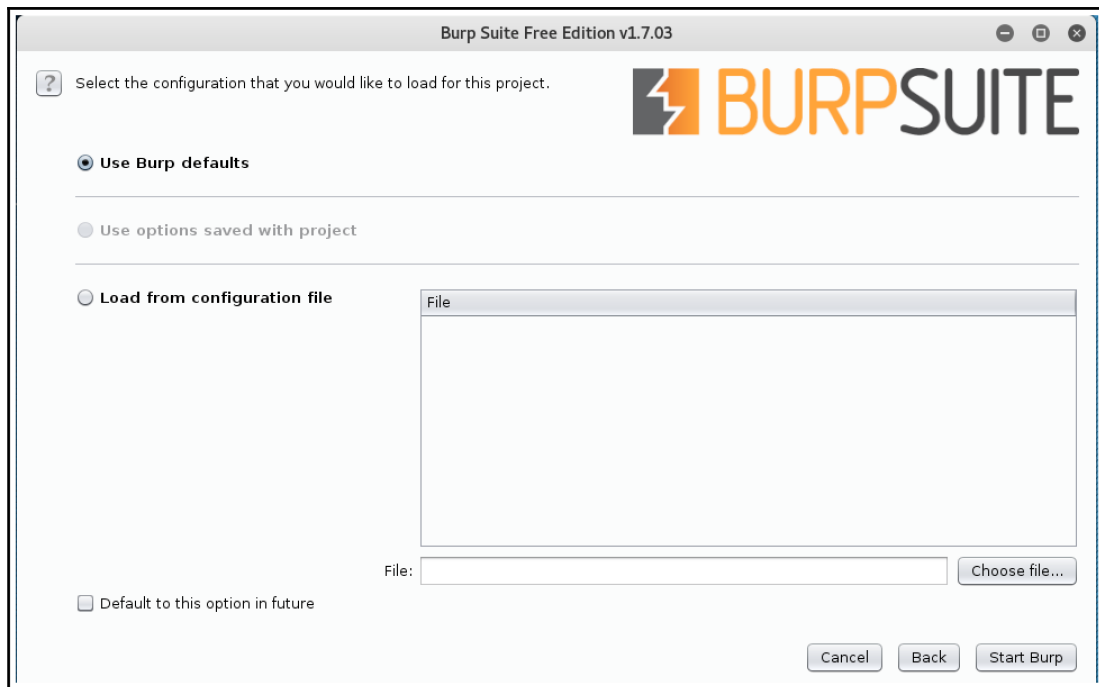 Burp Suite Free Edition v1.7.03
? Select the configuration that you would like to load for this project.
BURPSUITE
Use Burp defaults
Use options saved with project
Load from configuration file
File
File:
Choose file...
Default to this option in future
Cancel Back Start Burp